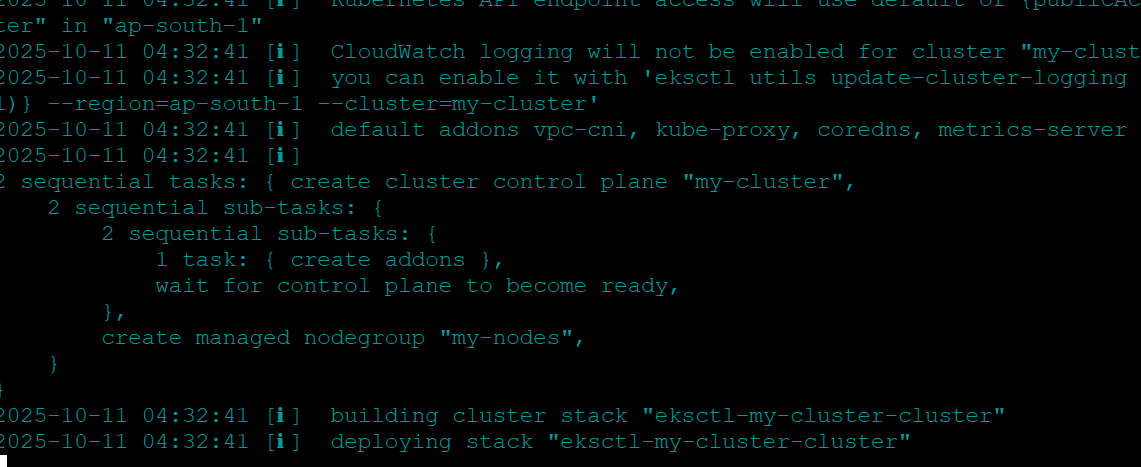 2025-10-11 04:32:41 [ℹ]  Kubernetes API endpoint access will use default of {publicAc
ter" in "ap-south-1"
2025-10-11 04:32:41 [ℹ]  CloudWatch logging will not be enabled for cluster "my-clust
2025-10-11 04:32:41 [ℹ]  you can enable it with 'eksctl utils update-cluster-logging
l)} --region=ap-south-1 --cluster=my-cluster'
2025-10-11 04:32:41 [ℹ]  default addons vpc-cni, kube-proxy, coredns, metrics-server
2025-10-11 04:32:41 [ℹ]
2 sequential tasks: { create cluster control plane "my-cluster",
    2 sequential sub-tasks: {
        2 sequential sub-tasks: {
            1 task: { create addons },
            wait for control plane to become ready,
        },
        create managed nodegroup "my-nodes",
    }
}
2025-10-11 04:32:41 [ℹ]  building cluster stack "eksctl-my-cluster-cluster"
2025-10-11 04:32:41 [ℹ]  deploying stack "eksctl-my-cluster-cluster"